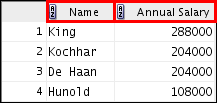 Name Annual Salary
1 King 288000
2 Kochhar 204000
3 De Haan 204000
4 Hunold 108000